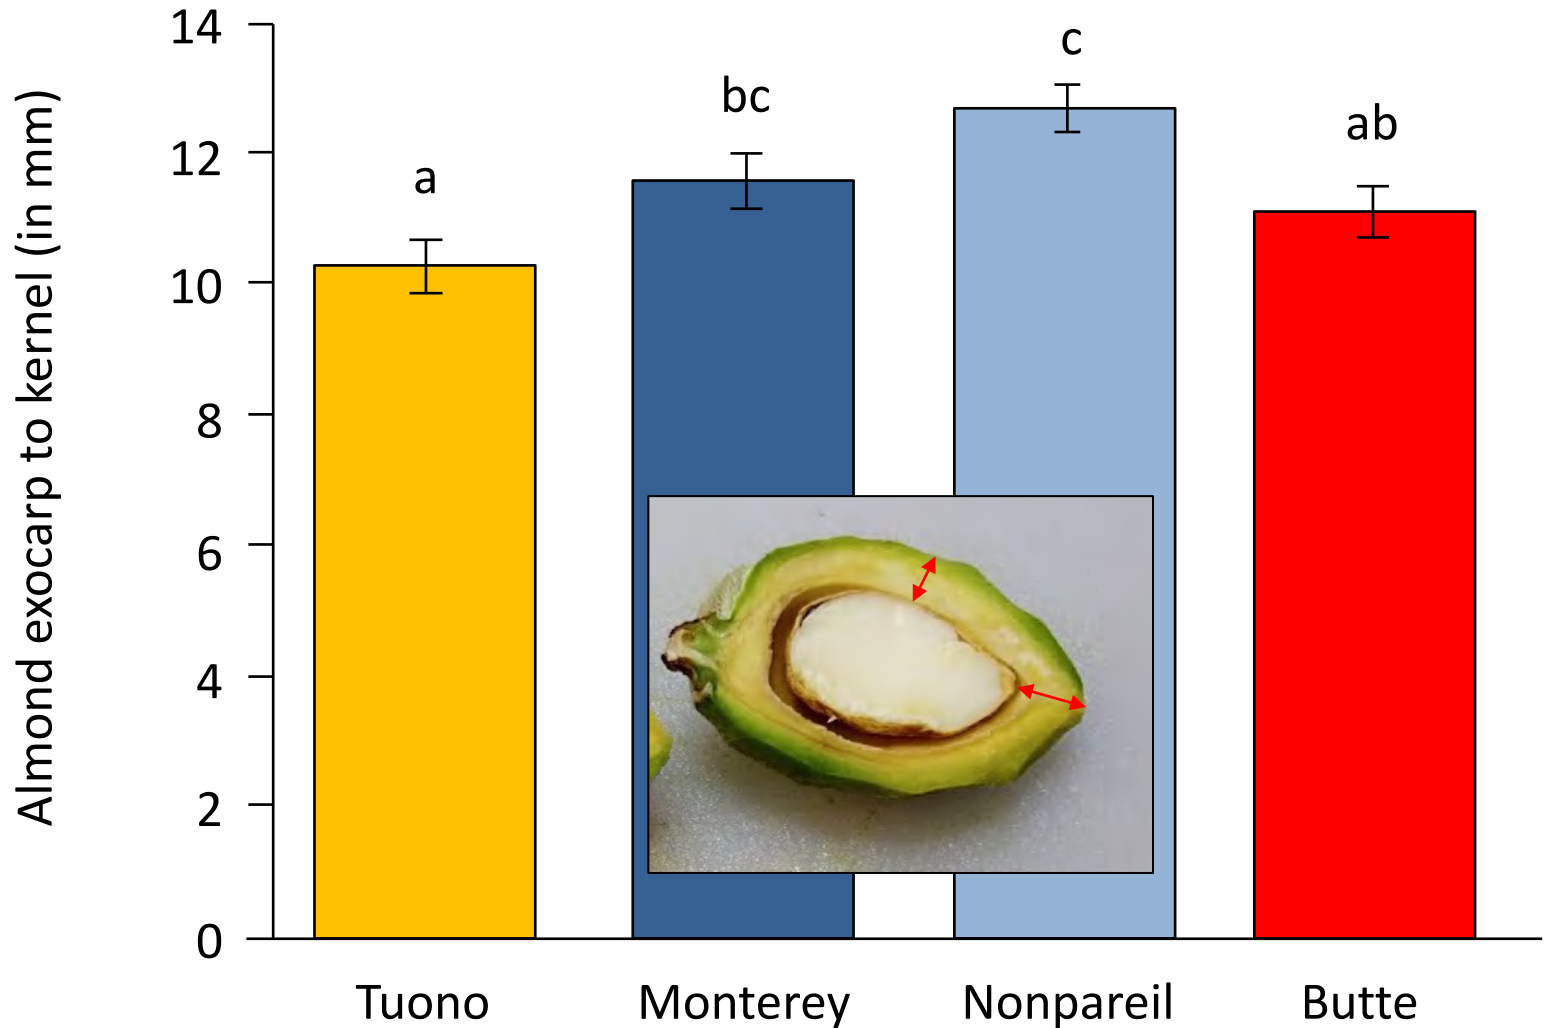 Almond exocarp to kernel (in mm)
14
12
10
8
6
4
2
0
a
bc
c
ab
Tuono
Monterey
Nonpareil
Butte